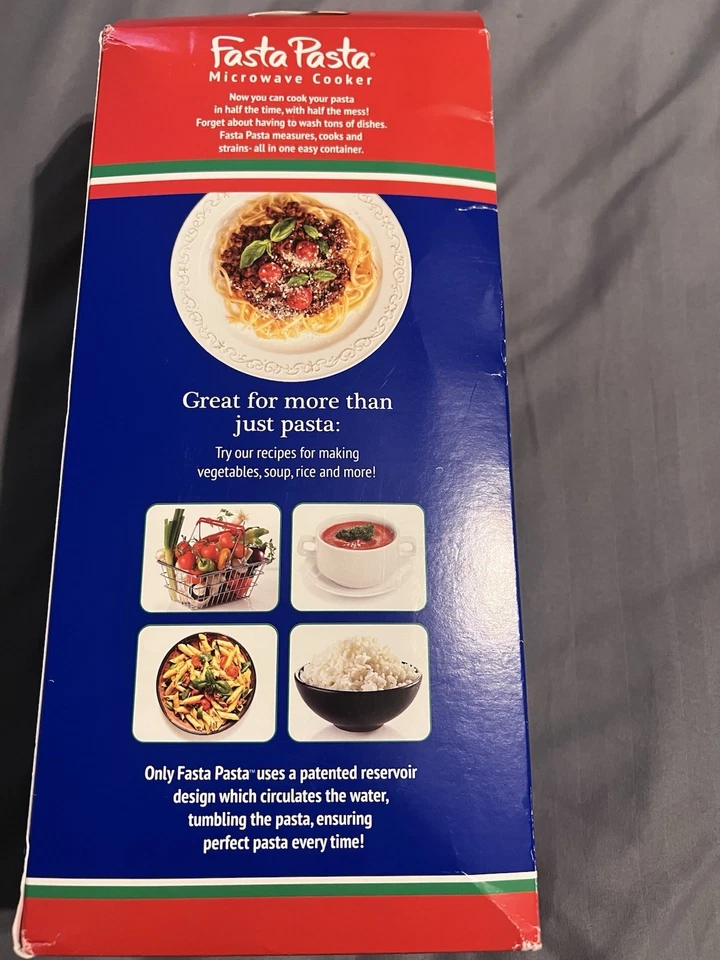 Fasta Pasta®
Microwave Cooker
Now you can cook your pasta
in half the time, with half the mess!
Forget about having to wash tons of dishes.
Fasta Pasta measures, cooks and
strains- all in one easy container.
Great for more than
just pasta:
Try our recipes for making
vegetables, soup, rice and more!
Only Fasta Pasta™ uses a patented reservoir
design which circulates the water,
tumbling the pasta, ensuring
perfect pasta every time!